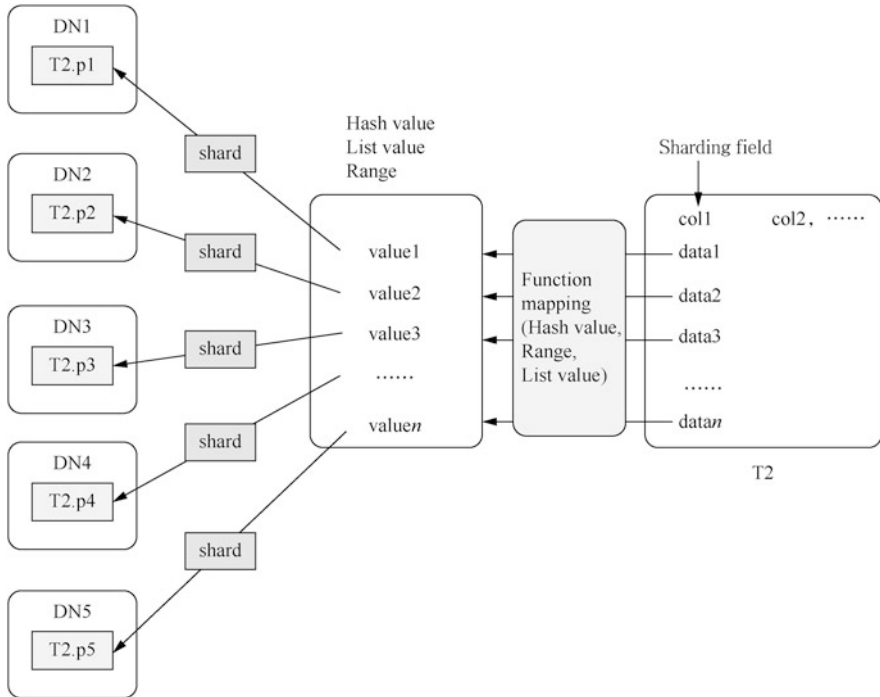 DN1
T2.p1
DN2
T2.p2
DN3
T2.p3
DN4
T2.p4
DN5
T2.p5
shard
shard
shard
shard
shard
Hash value
List value
Range
value1
value2
value3
……
valuen
Function
mapping
(Hash value,
Range,
List value)
Sharding field
col1 col2, ……
data1
data2
data3
……
datan
T2